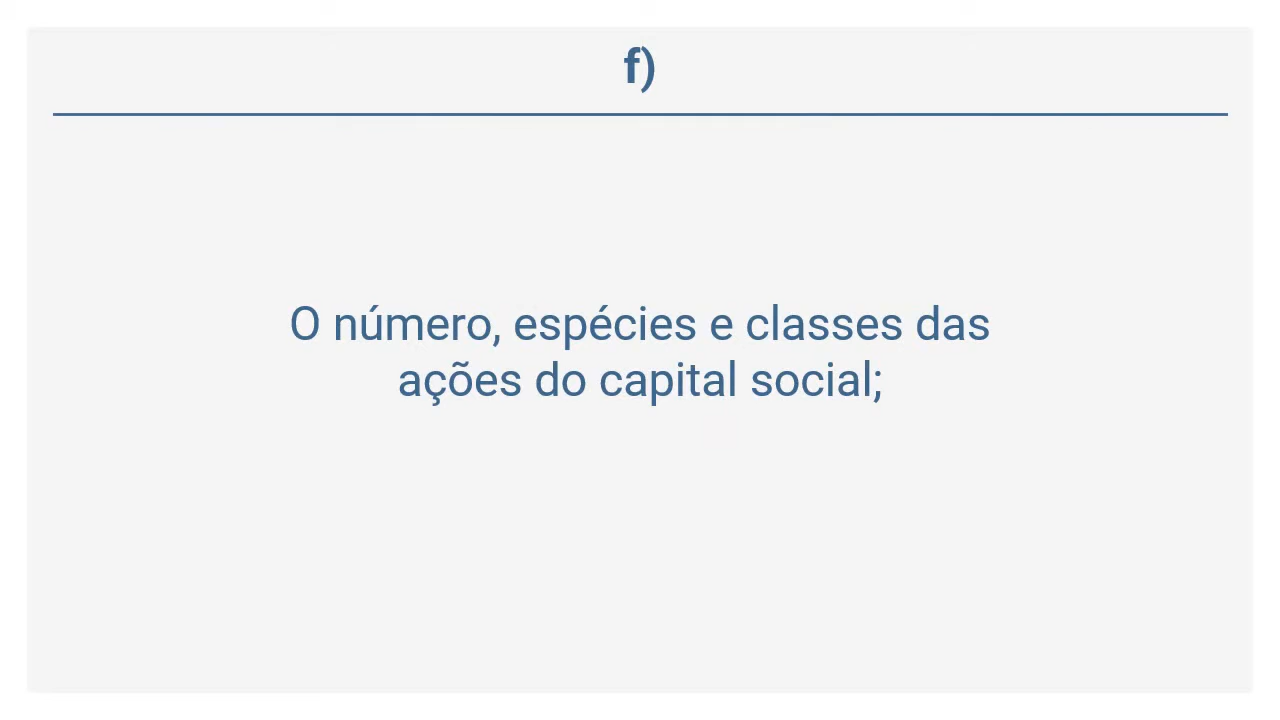 f)
O número, espécies e classes das
ações do capital social;